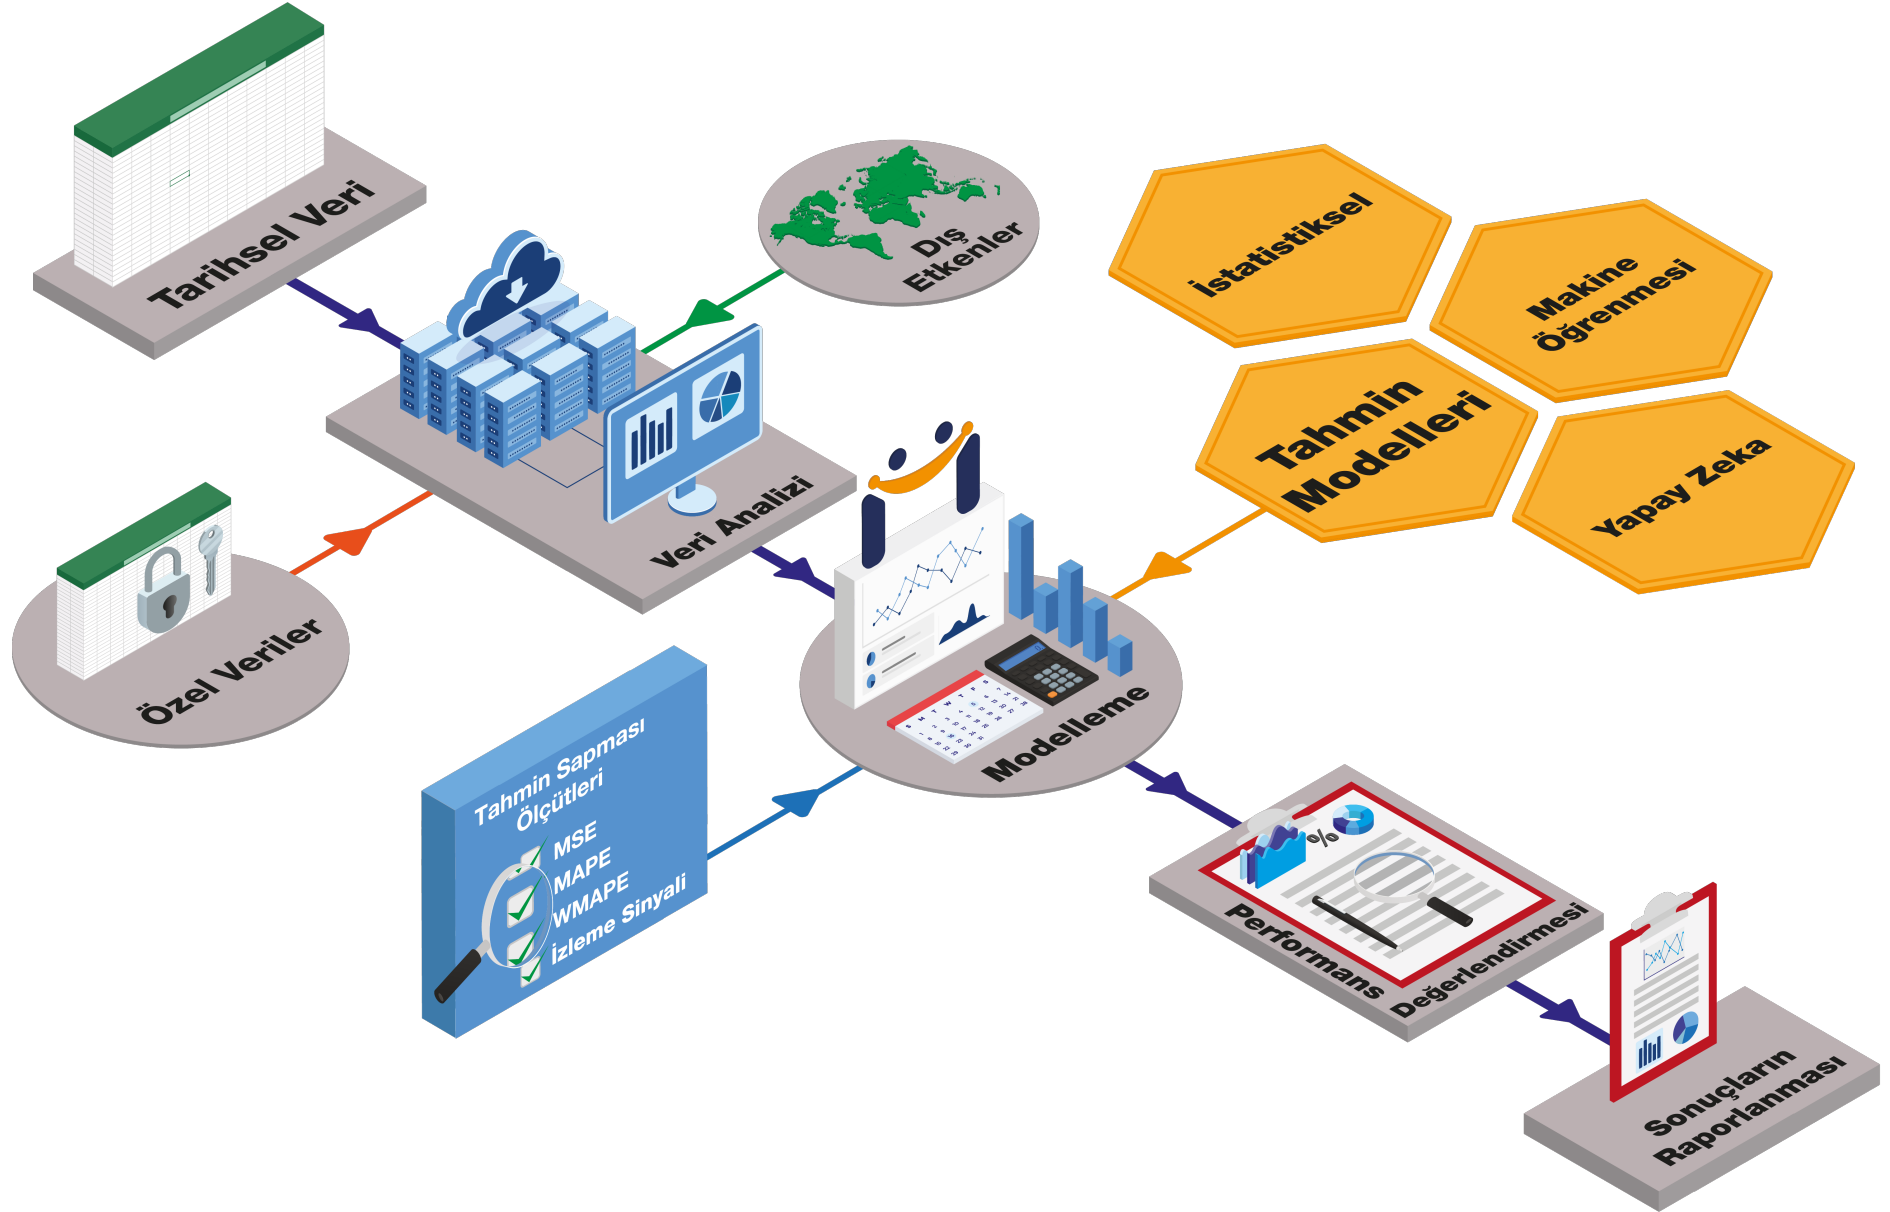 Tarihsel Veri
Dış
Etkenler
İstatistiksel
Makine
Öğrenmesi
Tahmin
Modelleri
Yapay Zeka
Veri Analizi
Özel Veriler
Tahmin Sapması
Ölçütleri
MSE
MAPE
WMAPE
İzleme Sinyali
Modelleme
%
Performans
Değerlendirmesi
Sonuçların
Raporlanması